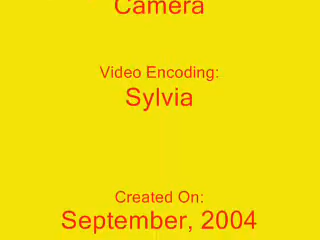 Camera
Video Encoding:
Sylvia
Created On:
September, 2004